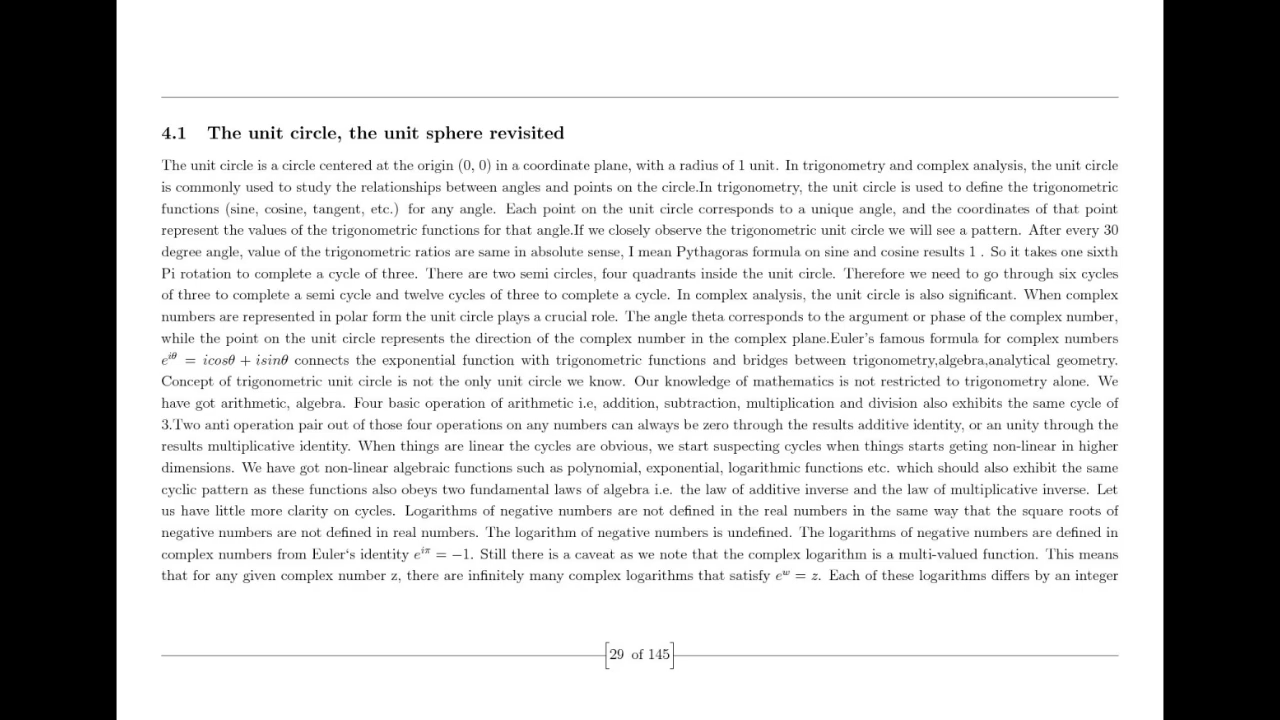 4.1 The unit circle, the unit sphere revisited
The unit circle is a circle centered at the origin (0, 0) in a coordinate plane, with a radius of 1 unit. In trigonometry and complex analysis, the unit circle
is commonly used to study the relationships between angles and points on the circle.In trigonometry, the unit circle is used to define the trigonometric
functions (sine, cosine, tangent, etc.) for any angle. Each point on the unit circle corresponds to a unique angle, and the coordinates of that point
represent the values of the trigonometric functions for that angle.If we closely observe the trigonometric unit circle we will see a pattern. After every 30
degree angle, value of the trigonometric ratios are same in absolute sense, I mean Pythagoras formula on sine and cosine results 1 . So it takes one sixth
Pi rotation to complete a cycle of three. There are two semi circles, four quadrants inside the unit circle. Therefore we need to go through six cycles
of three to complete a semi cycle and twelve cycles of three to complete a cycle. In complex analysis, the unit circle is also significant. When complex
numbers are represented in polar form the unit circle plays a crucial role. The angle theta corresponds to the argument or phase of the complex number,
while the point on the unit circle represents the direction of the complex number in the complex plane.Euler's famous formula for complex numbers
$e^{i\theta} = icos\theta + isin\theta$ connects the exponential function with trigonometric functions and bridges between trigonometry,algebra,analytical geometry.
Concept of trigonometric unit circle is not the only unit circle we know. Our knowledge of mathematics is not restricted to trigonometry alone. We
have got arithmetic, algebra. Four basic operation of arithmetic i.e, addition, subtraction, multiplication and division also exhibits the same cycle of
3.Two anti operation pair out of those four operations on any numbers can always be zero through the results additive identity, or an unity through the
results multiplicative identity. When things are linear the cycles are obvious, we start suspecting cycles when things starts geting non-linear in higher
dimensions. We have got non-linear algebraic functions such as polynomial, exponential, logarithmic functions etc. which should also exhibit the same
cyclic pattern as these functions also obeys two fundamental laws of algebra i.e. the law of additive inverse and the law of multiplicative inverse. Let
us have little more clarity on cycles. Logarithms of negative numbers are not defined in the real numbers in the same way that the square roots of
negative numbers are not defined in real numbers. The logarithm of negative numbers is undefined. The logarithms of negative numbers are defined in
complex numbers from Euler‘s identity $e^{i\pi} = -1$. Still there is a caveat as we note that the complex logarithm is a multi-valued function. This means
that for any given complex number z, there are infinitely many complex logarithms that satisfy $e^w = z$. Each of these logarithms differs by an integer
29 of 145